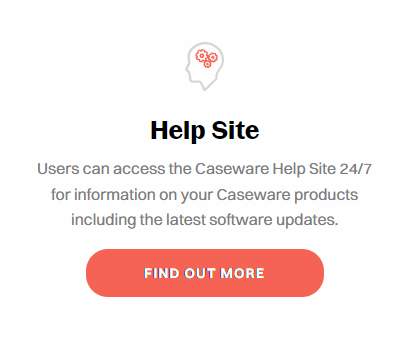 Help Site
Users can access the Caseware Help Site 24/7
for information on your Caseware products
including the latest software updates.
FIND OUT MORE